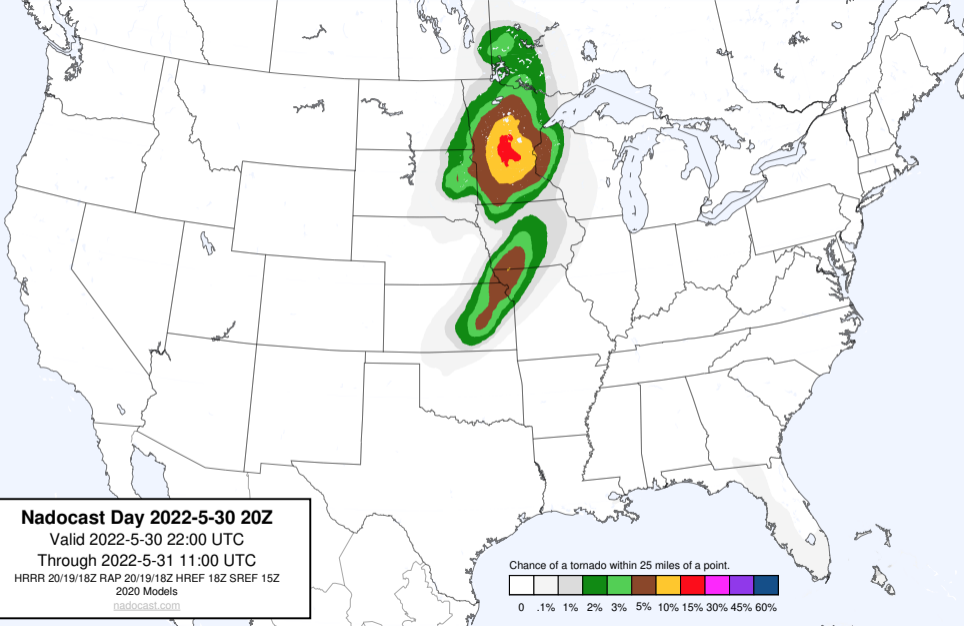 Nadocast Day 2022-5-30 20Z
Valid 2022-5-30 22:00 UTC
Through 2022-5-31 11:00 UTC
HRRR 20/19/18Z RAP 20/19/18Z HREF 18Z SREF 15Z
2020 Models
nadocast.com
Chance of a tornado within 25 miles of a point.
0 .1% 1% 2% 3% 5% 10% 15% 30% 45% 60%